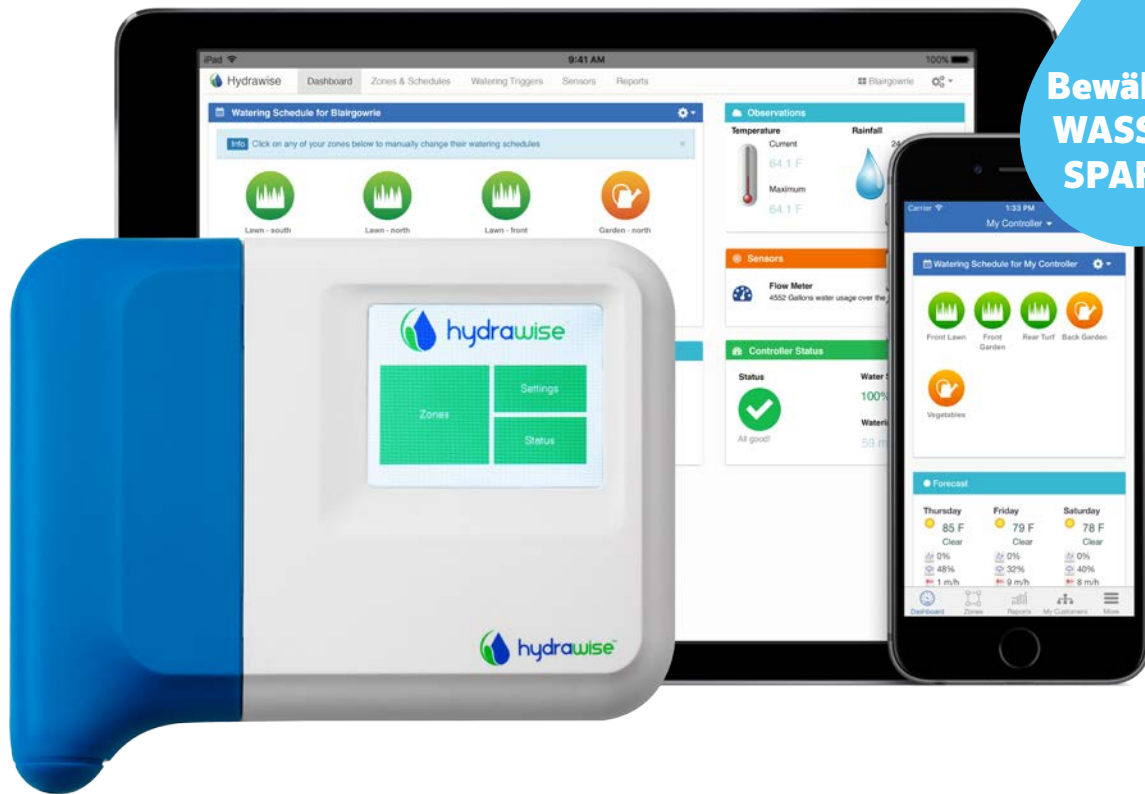 iPad 9:41 AM 100%
Hydrawise Dashboard Zones & Schedules Watering Triggers Sensors Reports Blairgowrie
Watering Schedule for Blairgowrie
Info Click on any of your zones below to manually change their watering schedules
Lawn - south Lawn - north Lawn - front Garden - north
Observations
Temperature Rainfall
Current 24
64.1 F
Maximum
64.1 F
Sensors
Flow Meter
4552 Gallons water usage over the
Controller Status
Status Water
100%
All good!
59 m
WASS
SPAR
Carrier 1:33 PM
My Controller
Watering Schedule for My Controller
Front Lawn Front Garden Rear Turf Back Garden
Vegetables
Forecast
Thursday Friday Saturday
85 F 79 F 78 F
Clear Clear Clear
0% 0% 0%
48% 32% 40%
1 m/h 9 m/h 8 m/h
Dashboard Zones Reports My Customers More
hydrawise
Zones
Settings
Status
hydrawise